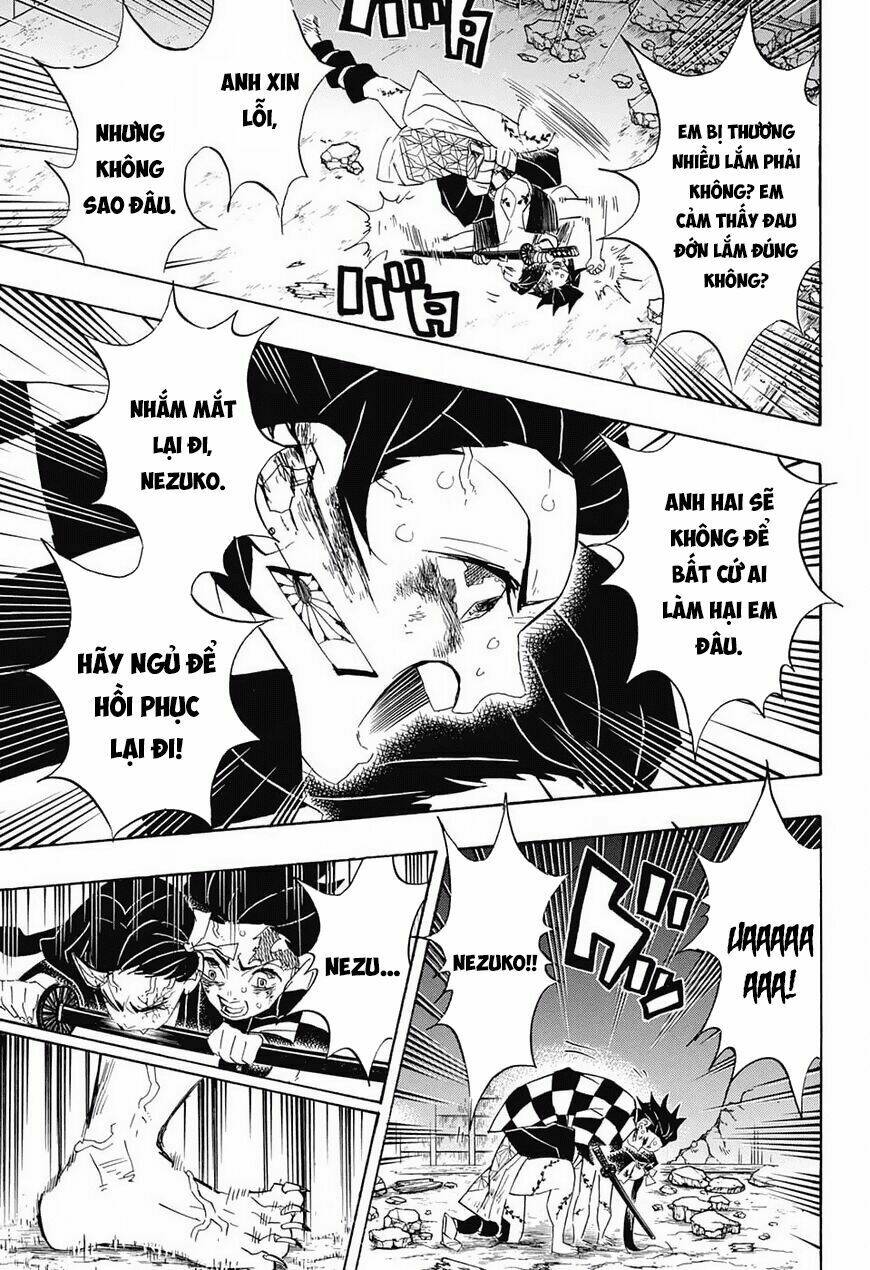 EM BỊ THƯƠNG
NHIỀU LẮM PHẢI
KHÔNG? EM
CẢM THẤY ĐAU
ĐỚN LẮM ĐÚNG
KHÔNG?
ANH XIN
LỖI,
NHƯNG
KHÔNG
SAO ĐÂU.
ANH HAI SẼ
KHÔNG ĐỂ
BẤT CỨ AI
LÀM HẠI EM
ĐÂU.
NHẮM MẮT
LẠI ĐI,
NEZUKO.
HÃY NGỦ ĐỂ
HỒI PHỤC
LẠI ĐI!
UAAAAA
AAA!
NEZUKO!!
NEZU...